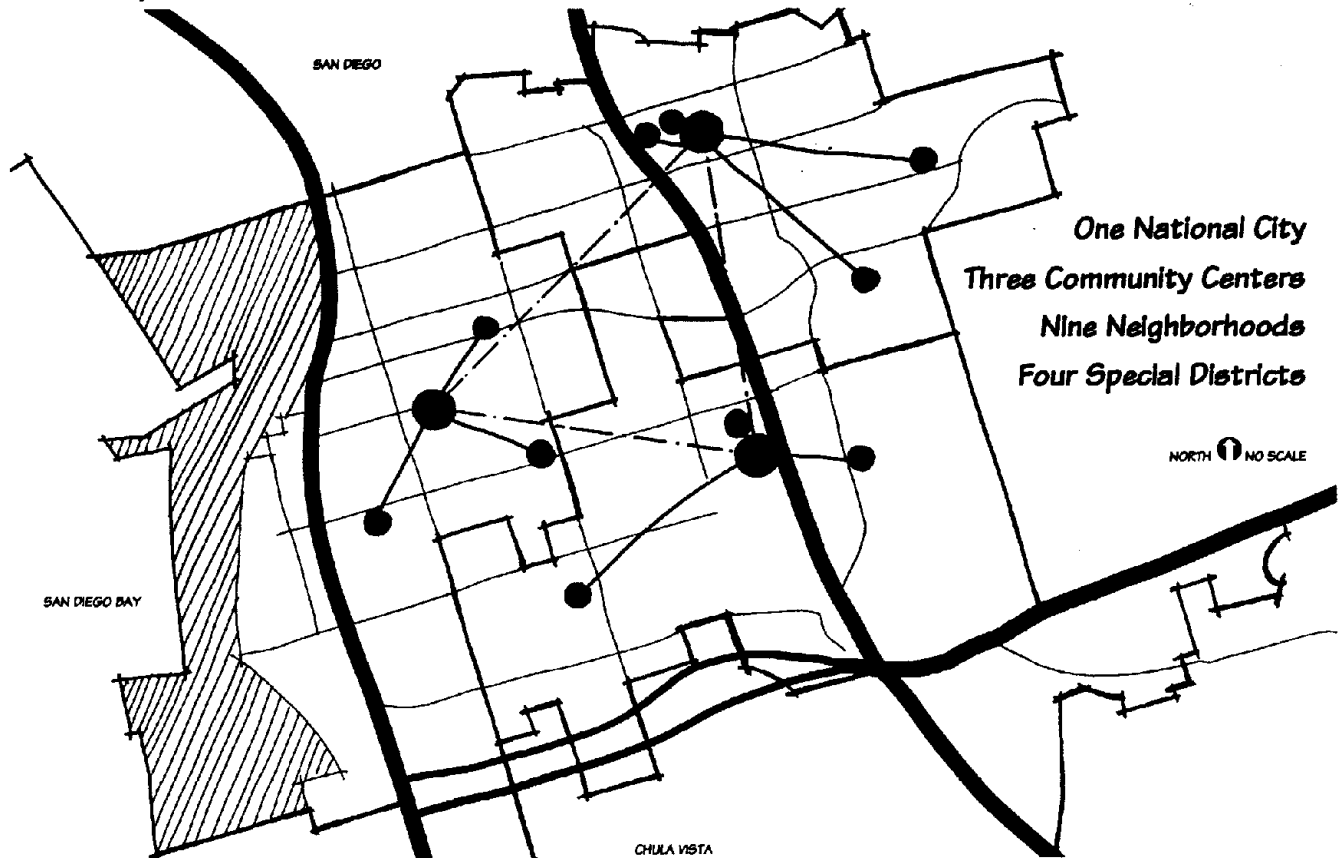 SAN DIEGO
One National City
Three Community Centers
Nine Neighborhoods
Four Special Districts
NORTH NO SCALE
SAN DIEGO BAY
CHULA VISTA